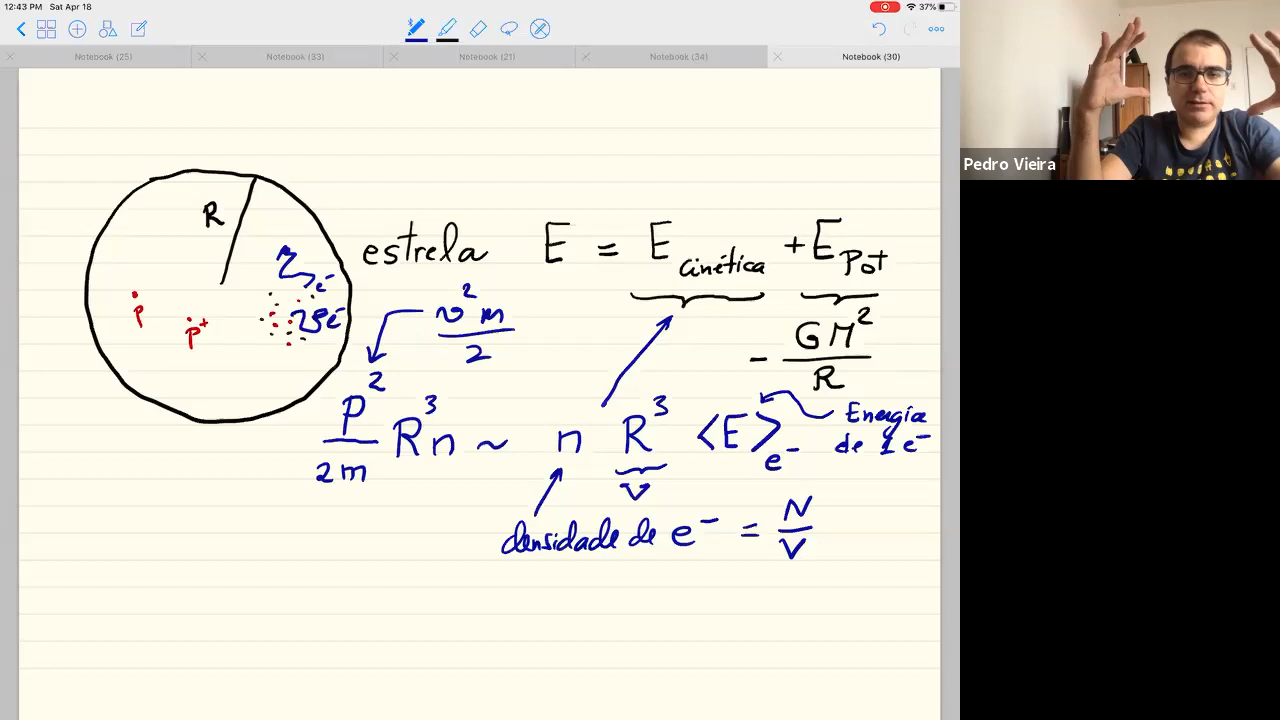 12:43 PM Sat Apr 18
37%
Notebook (25)
Notebook (33)
Notebook (21)
Notebook (34)
Notebook (30)
Pedro Vieira
R
estrela E = E cinética + E Pot
e⁻
p
p⁺
e⁻
v² m / 2
- GM² / R
P² / 2m R³ n ~ n R³ <E> e⁻
Energia
de 1 e⁻
V
densidade de e⁻ = N / V